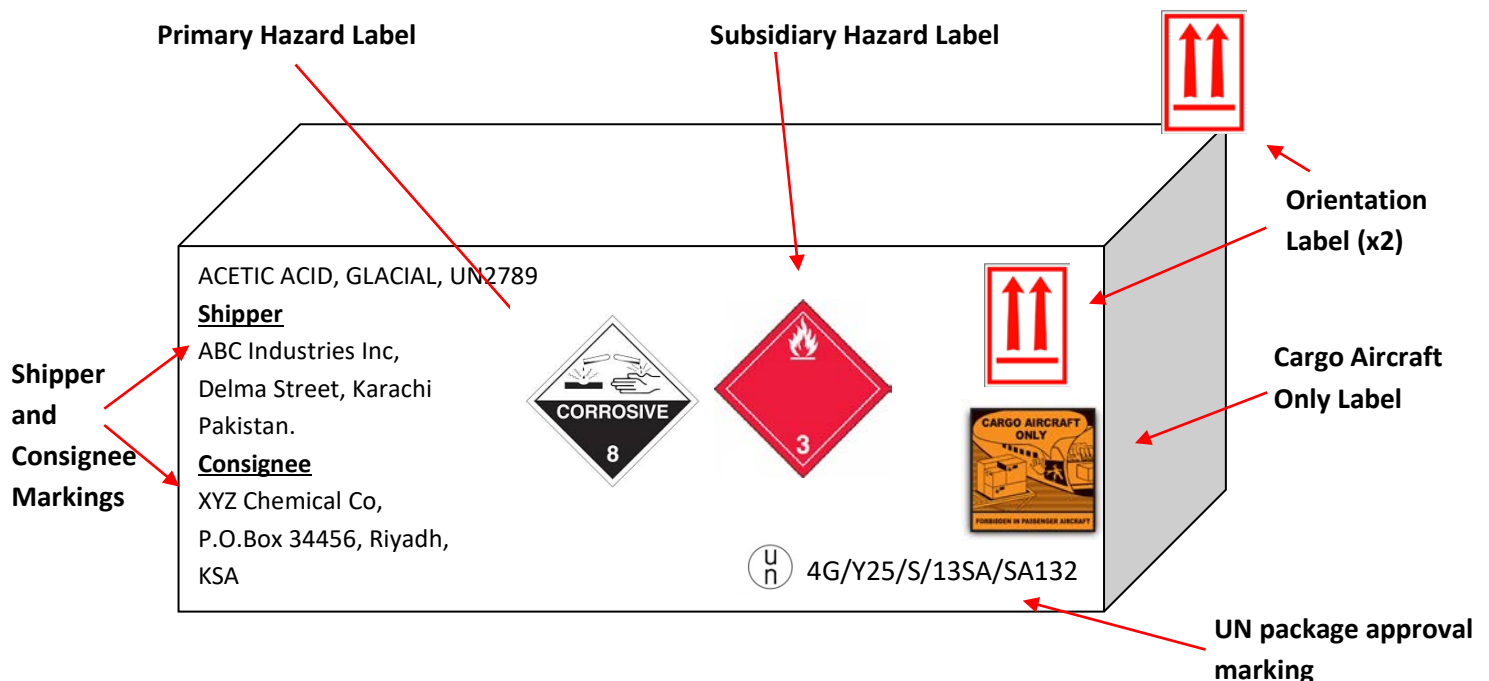 Primary Hazard Label
Subsidiary Hazard Label
Orientation
Label (x2)
ACETIC ACID, GLACIAL, UN2789
Shipper
ABC Industries Inc,
Delma Street, Karachi
Pakistan.
Consignee
XYZ Chemical Co,
P.O.Box 34456, Riyadh,
KSA
Shipper
and
Consignee
Markings
CORROSIVE
8
3
Cargo Aircraft
Only Label
CARGO AIRCRAFT
ONLY
FORBIDDEN IN PASSENGER AIRCRAFT
u
n
4G/Y25/S/13SA/SA132
UN package approval
marking